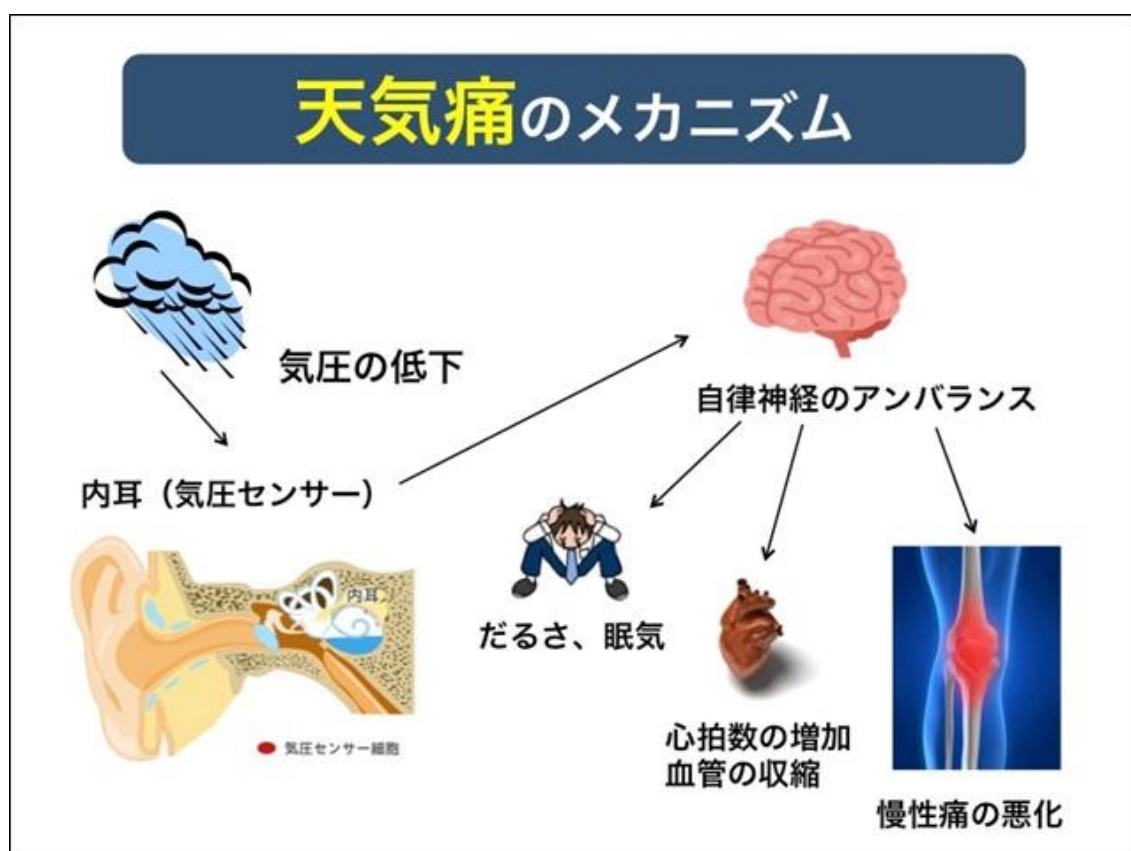 天気痛のメカニズム
気圧の低下
内耳（気圧センサー）
内耳
気圧センサー細胞
自律神経のアンバランス
だるさ、眠気
心拍数の増加
血管の収縮
慢性痛の悪化